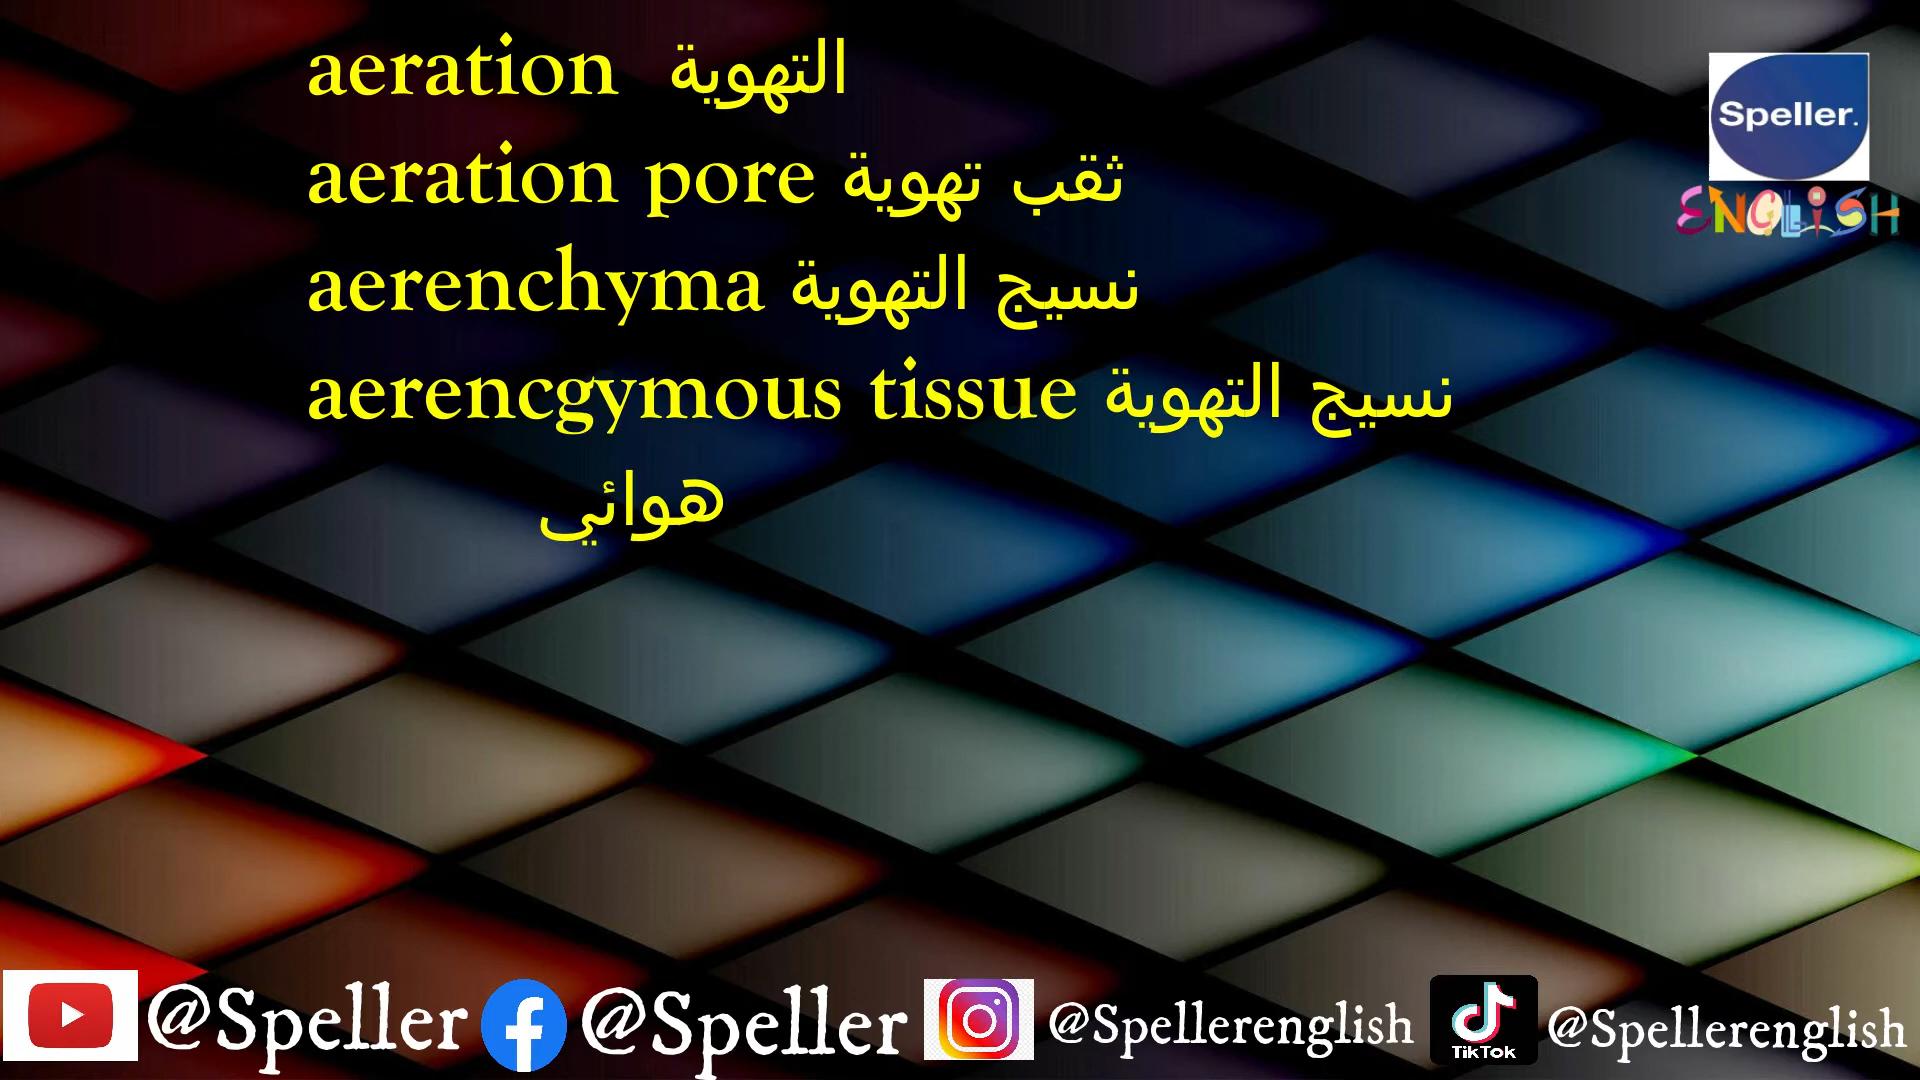 aeration التهوية
aeration pore ثقب تهوية
aerenchyma نسيج التهوية
aerencgymous tissue نسيج التهوية
هوائي
Speller.
ENGLISH
@Speller @Speller @Spellerenglish TikTok @Spellerenglish